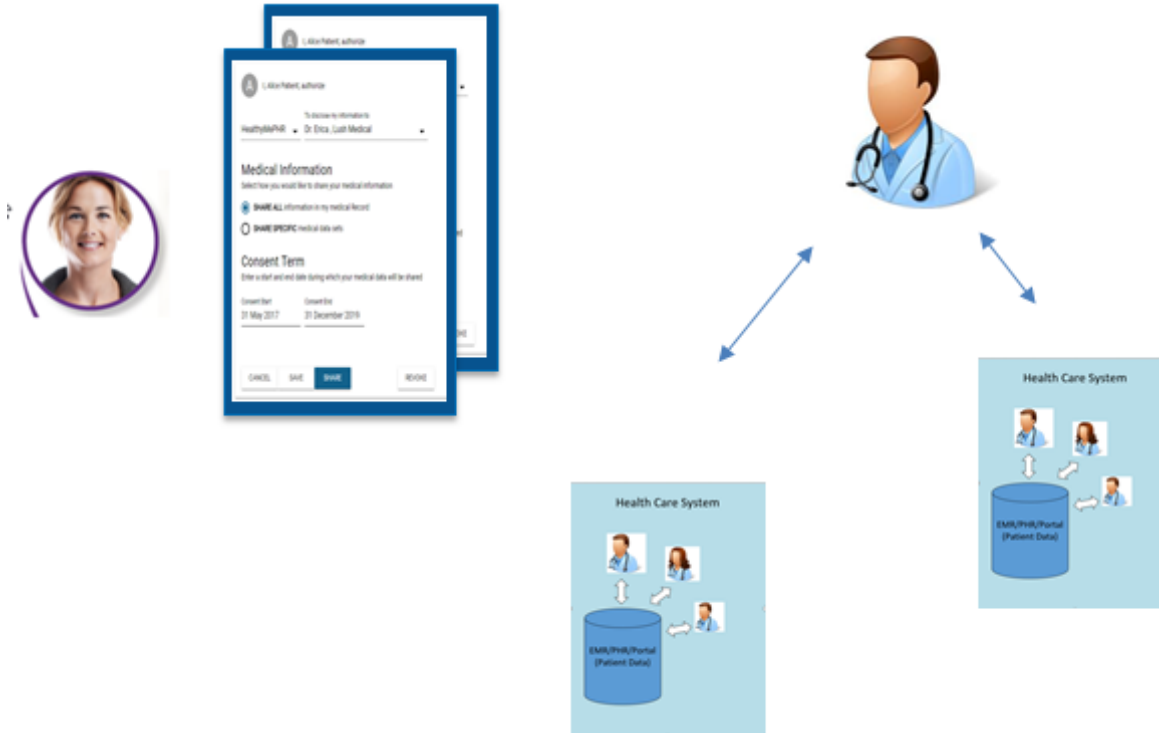 A I, Alice Patient, authorize
A I, Alice Patient, authorize
To disclose my information to
HealthyMePHR Dr. Erica , Lush Medical
Medical Information
Select how you would like to share your medical information
SHARE ALL information in my medical Record
SHARE SPECIFIC medical data sets
Consent Term
Enter a start and end date during which your medical data will be shared
Consent Start Consent End
31 May 2017 31 December 2019
CANCEL SAVE SHARE REVOKE
Health Care System
EMR/PHR/Portal
(Patient Data)
Health Care System
EMR/PHR/Portal
(Patient Data)